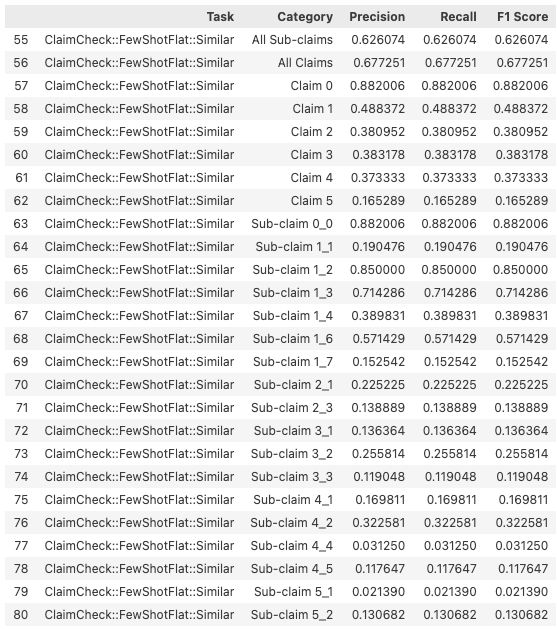 Task Category Precision Recall F1 Score
55 ClaimCheck::FewShotFlat::Similar All Sub-claims 0.626074 0.626074 0.626074
56 ClaimCheck::FewShotFlat::Similar All Claims 0.677251 0.677251 0.677251
57 ClaimCheck::FewShotFlat::Similar Claim 0 0.882006 0.882006 0.882006
58 ClaimCheck::FewShotFlat::Similar Claim 1 0.488372 0.488372 0.488372
59 ClaimCheck::FewShotFlat::Similar Claim 2 0.380952 0.380952 0.380952
60 ClaimCheck::FewShotFlat::Similar Claim 3 0.383178 0.383178 0.383178
61 ClaimCheck::FewShotFlat::Similar Claim 4 0.373333 0.373333 0.373333
62 ClaimCheck::FewShotFlat::Similar Claim 5 0.165289 0.165289 0.165289
63 ClaimCheck::FewShotFlat::Similar Sub-claim 0_0 0.882006 0.882006 0.882006
64 ClaimCheck::FewShotFlat::Similar Sub-claim 1_1 0.190476 0.190476 0.190476
65 ClaimCheck::FewShotFlat::Similar Sub-claim 1_2 0.850000 0.850000 0.850000
66 ClaimCheck::FewShotFlat::Similar Sub-claim 1_3 0.714286 0.714286 0.714286
67 ClaimCheck::FewShotFlat::Similar Sub-claim 1_4 0.389831 0.389831 0.389831
68 ClaimCheck::FewShotFlat::Similar Sub-claim 1_6 0.571429 0.571429 0.571429
69 ClaimCheck::FewShotFlat::Similar Sub-claim 1_7 0.152542 0.152542 0.152542
70 ClaimCheck::FewShotFlat::Similar Sub-claim 2_1 0.225225 0.225225 0.225225
71 ClaimCheck::FewShotFlat::Similar Sub-claim 2_3 0.138889 0.138889 0.138889
72 ClaimCheck::FewShotFlat::Similar Sub-claim 3_1 0.136364 0.136364 0.136364
73 ClaimCheck::FewShotFlat::Similar Sub-claim 3_2 0.255814 0.255814 0.255814
74 ClaimCheck::FewShotFlat::Similar Sub-claim 3_3 0.119048 0.119048 0.119048
75 ClaimCheck::FewShotFlat::Similar Sub-claim 4_1 0.169811 0.169811 0.169811
76 ClaimCheck::FewShotFlat::Similar Sub-claim 4_2 0.322581 0.322581 0.322581
77 ClaimCheck::FewShotFlat::Similar Sub-claim 4_4 0.031250 0.031250 0.031250
78 ClaimCheck::FewShotFlat::Similar Sub-claim 4_5 0.117647 0.117647 0.117647
79 ClaimCheck::FewShotFlat::Similar Sub-claim 5_1 0.021390 0.021390 0.021390
80 ClaimCheck::FewShotFlat::Similar Sub-claim 5_2 0.130682 0.130682 0.130682